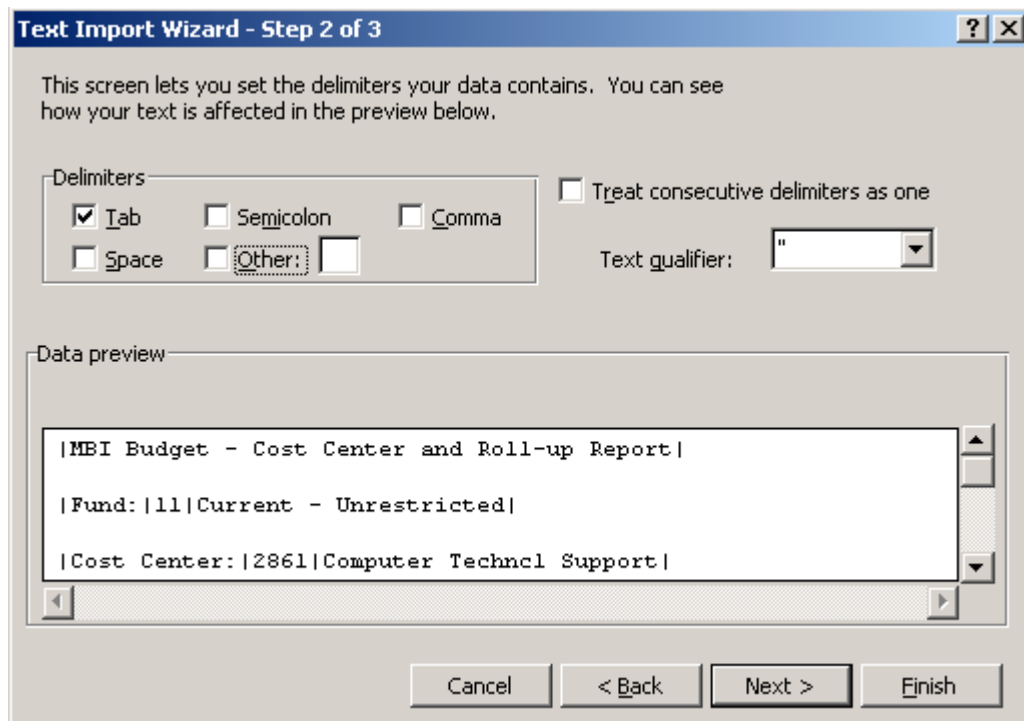 Text Import Wizard - Step 2 of 3
This screen lets you set the delimiters your data contains.  You can see
how your text is affected in the preview below.
Delimiters
Tab
Semicolon
Comma
Space
Other:
Treat consecutive delimiters as one
Text qualifier:
"
Data preview
|MBI Budget - Cost Center and Roll-up Report|
|Fund:|11|Current - Unrestricted|
|Cost Center:|2861|Computer Techncl Support|
Cancel
< Back
Next >
Finish